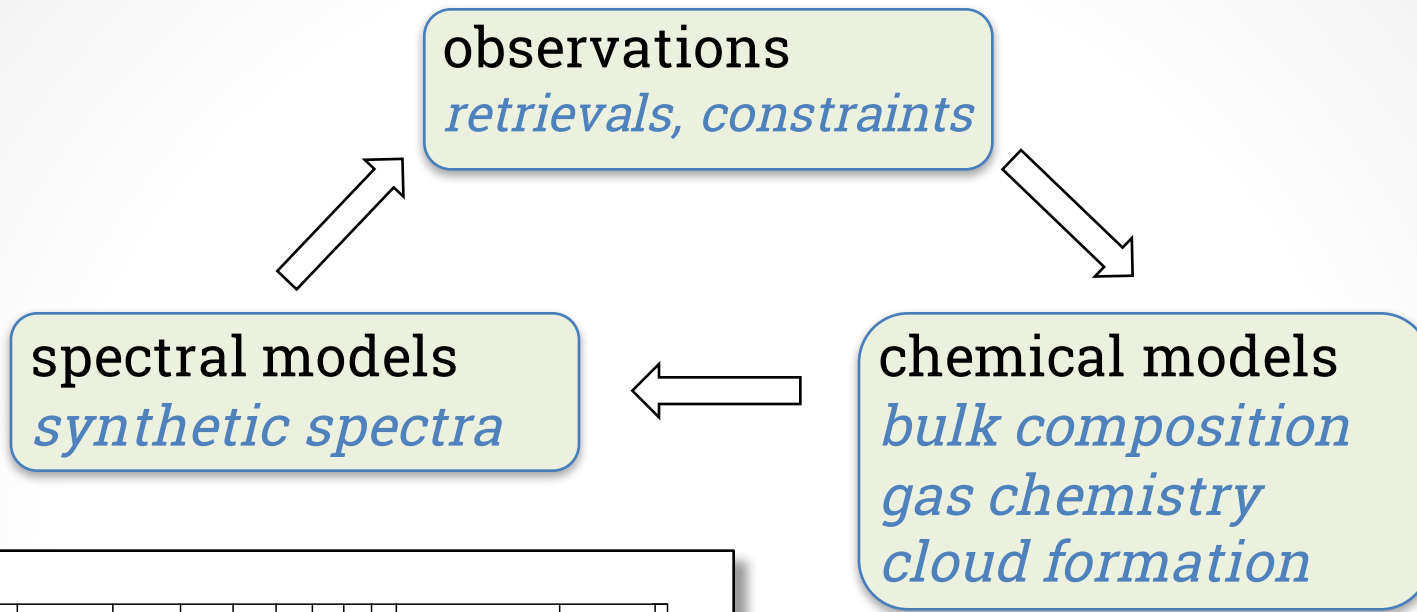 observations
retrievals, constraints
spectral models
synthetic spectra
chemical models
bulk composition
gas chemistry
cloud formation